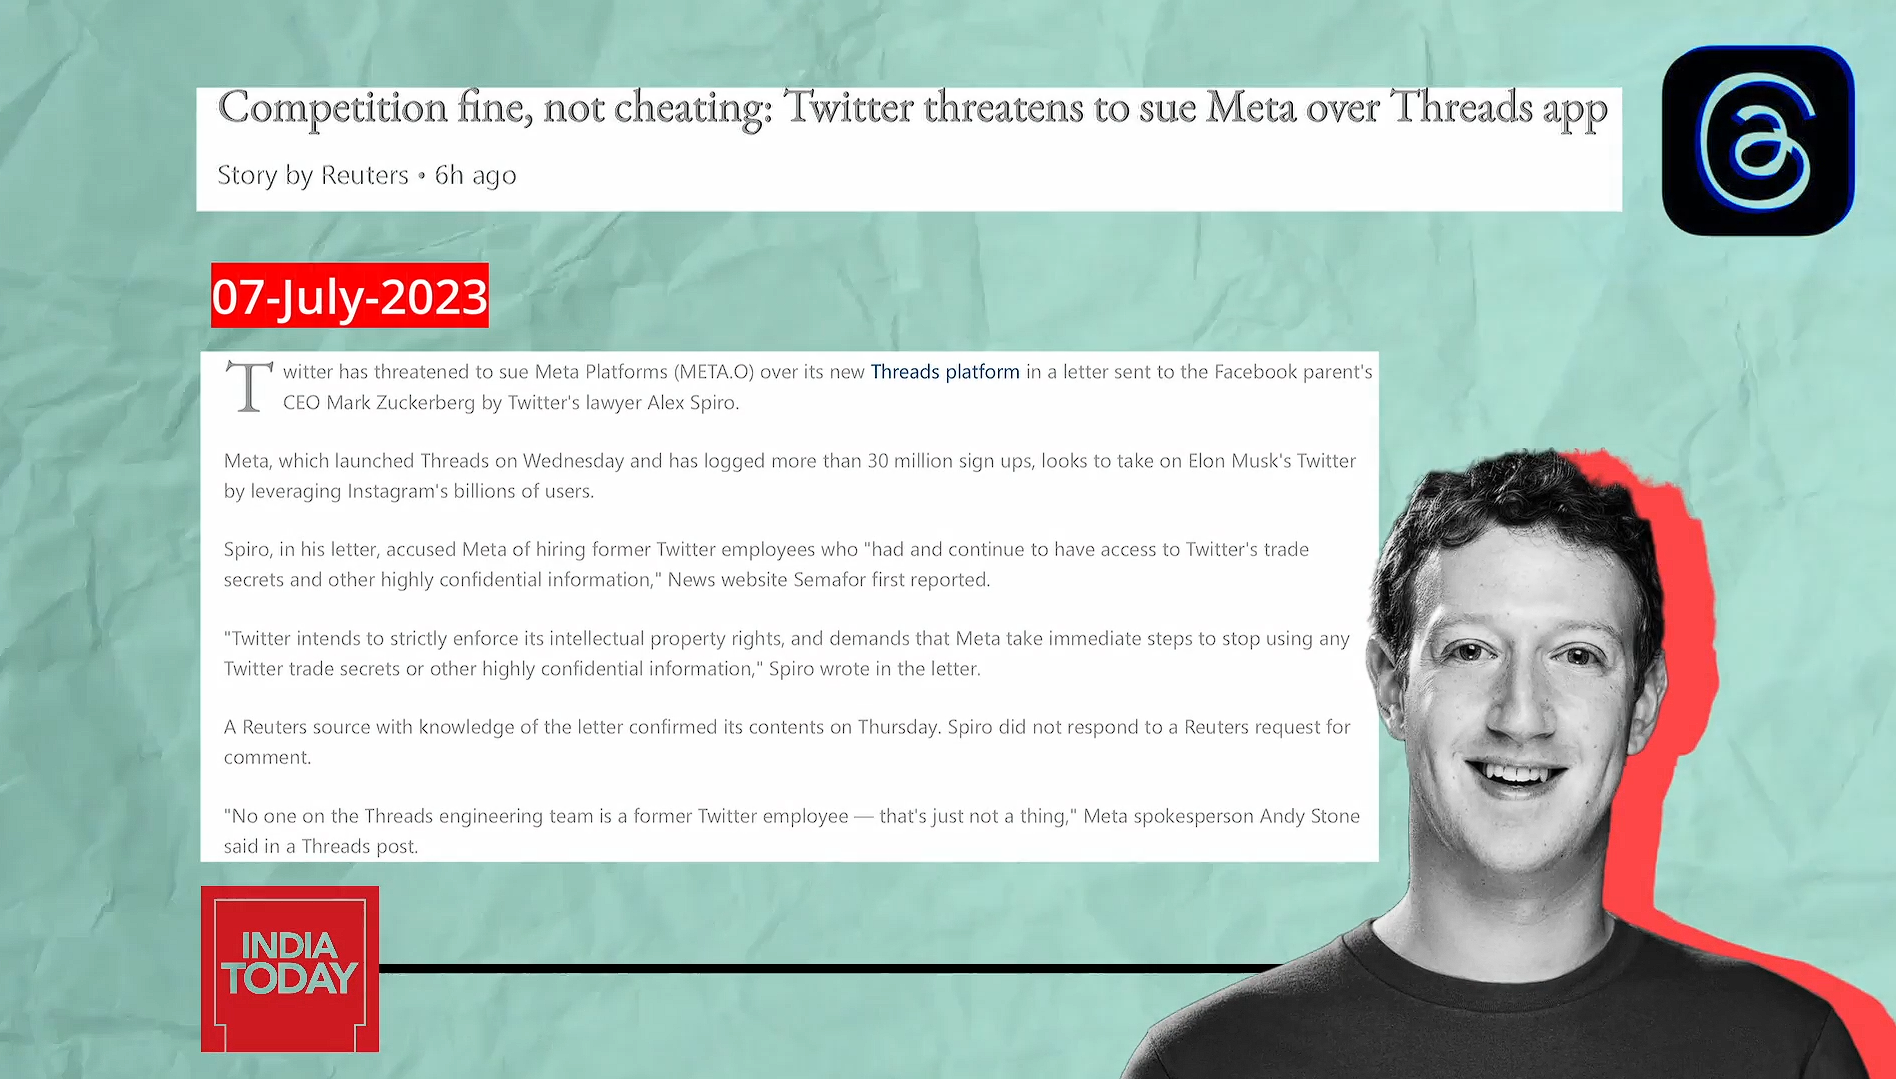 Competition fine, not cheating: Twitter threatens to sue Meta over Threads app
Story by Reuters • 6h ago
07-July-2023
Twitter has threatened to sue Meta Platforms (META.O) over its new Threads platform in a letter sent to the Facebook parent's
CEO Mark Zuckerberg by Twitter's lawyer Alex Spiro.
Meta, which launched Threads on Wednesday and has logged more than 30 million sign ups, looks to take on Elon Musk's Twitter
by leveraging Instagram's billions of users.
Spiro, in his letter, accused Meta of hiring former Twitter employees who "had and continue to have access to Twitter's trade
secrets and other highly confidential information," News website Semafor first reported.
"Twitter intends to strictly enforce its intellectual property rights, and demands that Meta take immediate steps to stop using any
Twitter trade secrets or other highly confidential information," Spiro wrote in the letter.
A Reuters source with knowledge of the letter confirmed its contents on Thursday. Spiro did not respond to a Reuters request for
comment.
"No one on the Threads engineering team is a former Twitter employee — that's just not a thing," Meta spokesperson Andy Stone
said in a Threads post.
INDIA
TODAY